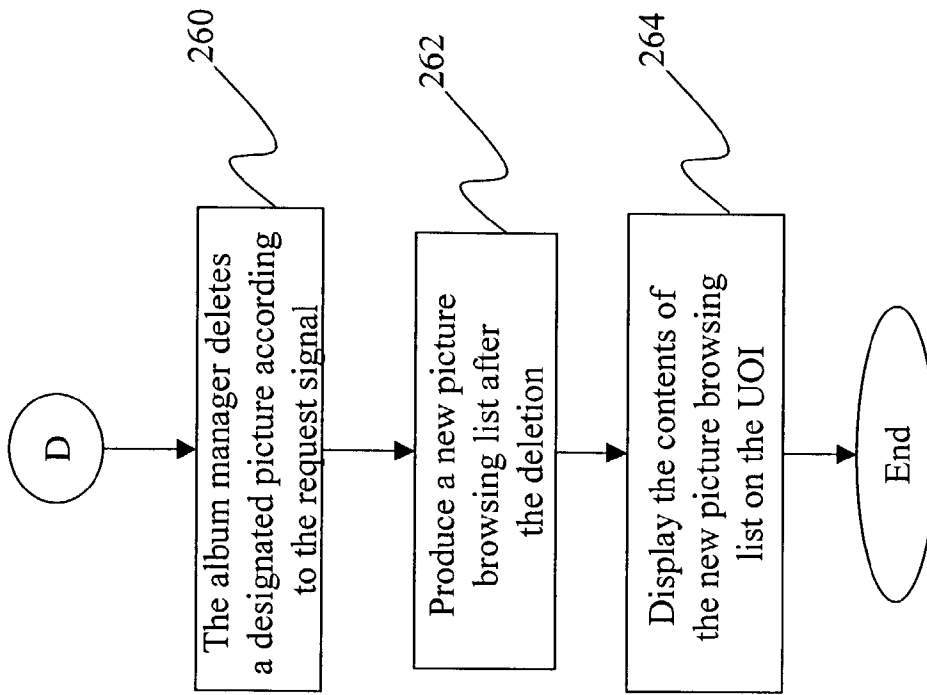 D
The album manager deletes
a designated picture according
to the request signal
260
Produce a new picture
browsing list after
the deletion
262
Display the contents of
the new picture browsing
list on the UOI
264
End